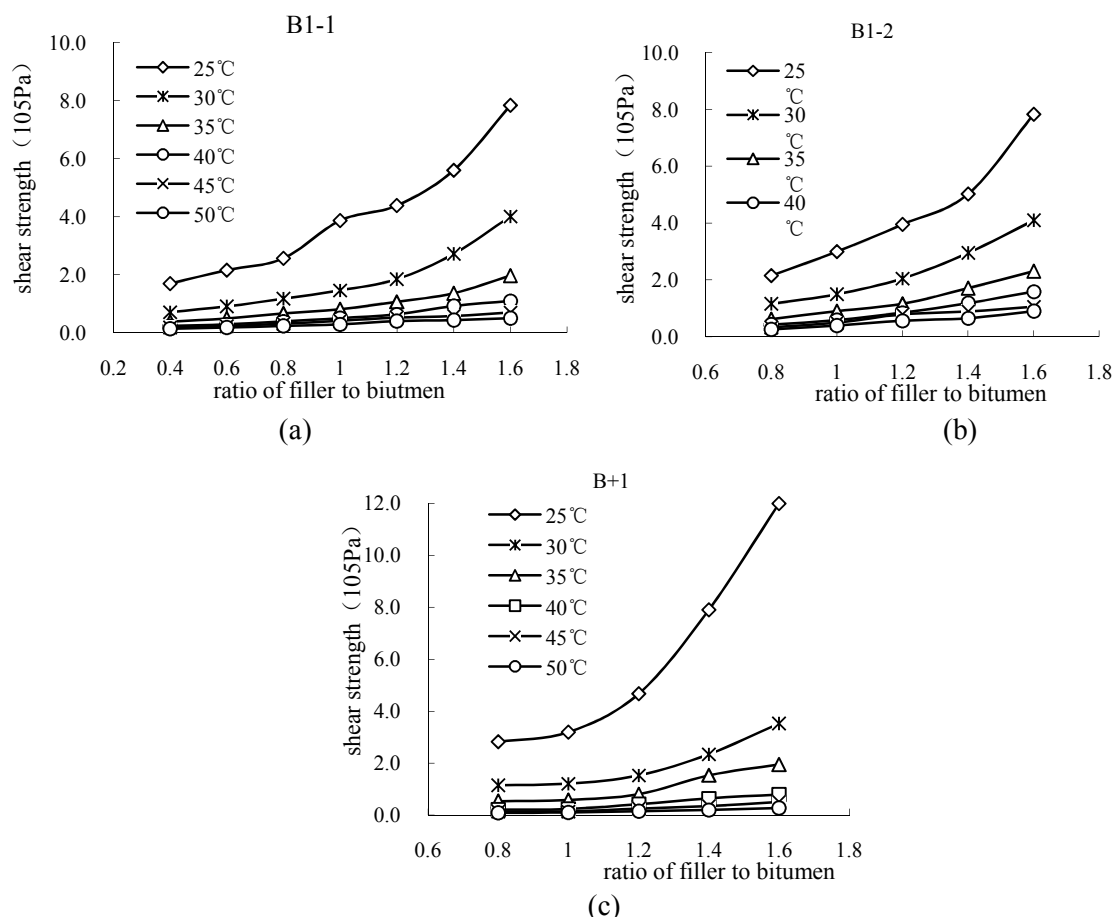 B1-1
10.0
8.0
6.0
4.0
2.0
0.0
shear strength（105Pa）
25℃
30℃
35℃
40℃
45℃
50℃
0.2 0.4 0.6 0.8 1.0 1.2 1.4 1.6 1.8
ratio of filler to biutmen
(a)
B1-2
10.0
8.0
6.0
4.0
2.0
0.0
shear strength（105Pa）
25
℃
30
℃
35
℃
40
℃
0.6 0.8 1 1.2 1.4 1.6 1.8
ratio of filler to bitumen
(b)
B+1
12.0
10.0
8.0
6.0
4.0
2.0
0.0
shear strength（105Pa）
25℃
30℃
35℃
40℃
45℃
50℃
0.6 0.8 1 1.2 1.4 1.6 1.8
ratio of filler to bitumen
(c)